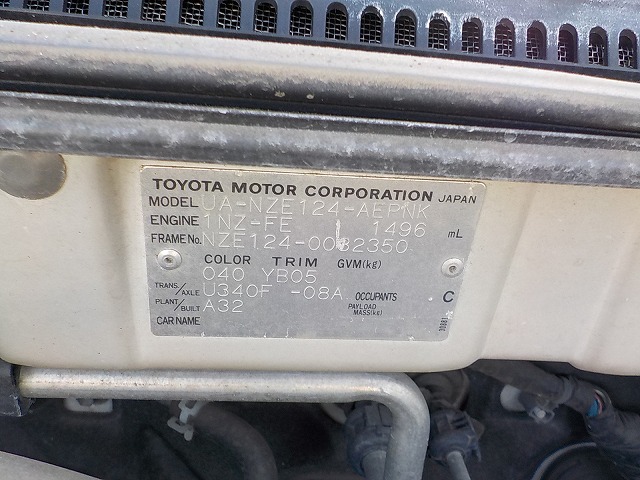 TOYOTA MOTOR CORPORATION JAPAN
MODEL UA-NZE124-AEPNK
ENGINE 1NZ-FE 1496 mL
FRAME No. NZE124-0032350
COLOR TRIM GVM(kg)
040 YB05
TRANS./AXLE U340F -08A OCCUPANTS C
PLANT/BUILT A32 PAYLOAD MASS(kg)
CAR NAME